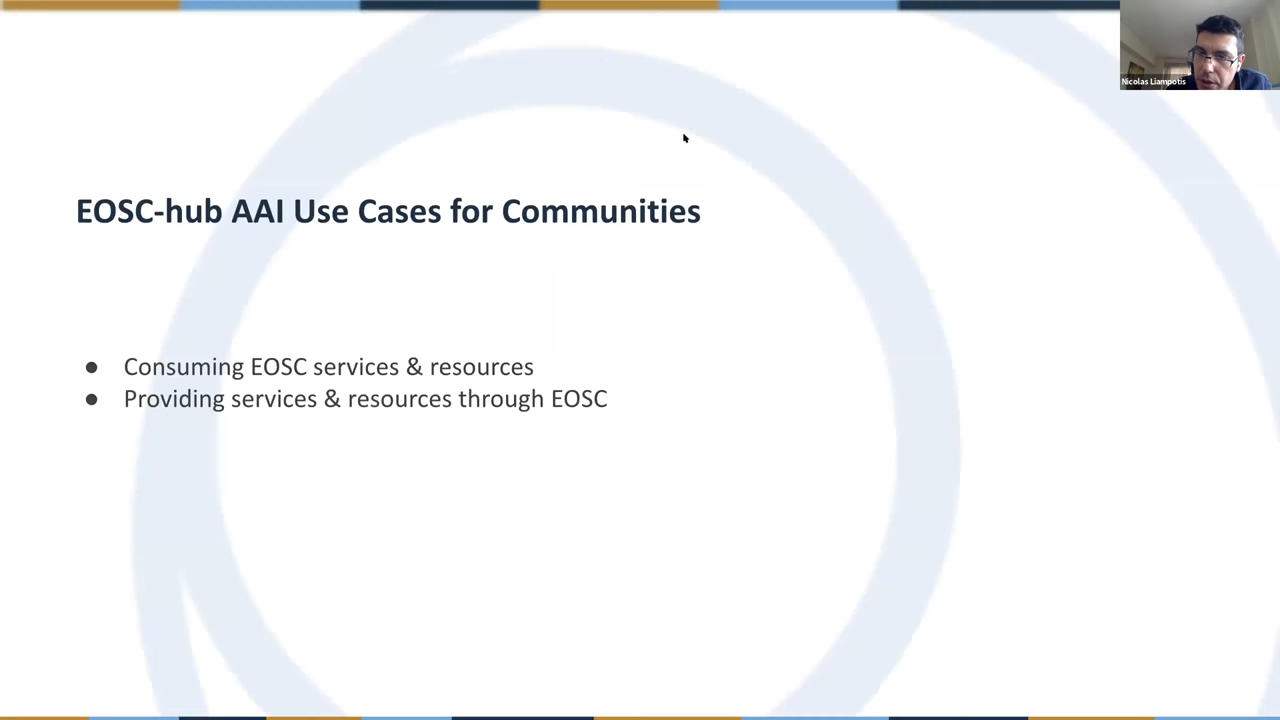 Nicolas Liampotis
EOSC-hub AAI Use Cases for Communities
● Consuming EOSC services & resources
● Providing services & resources through EOSC